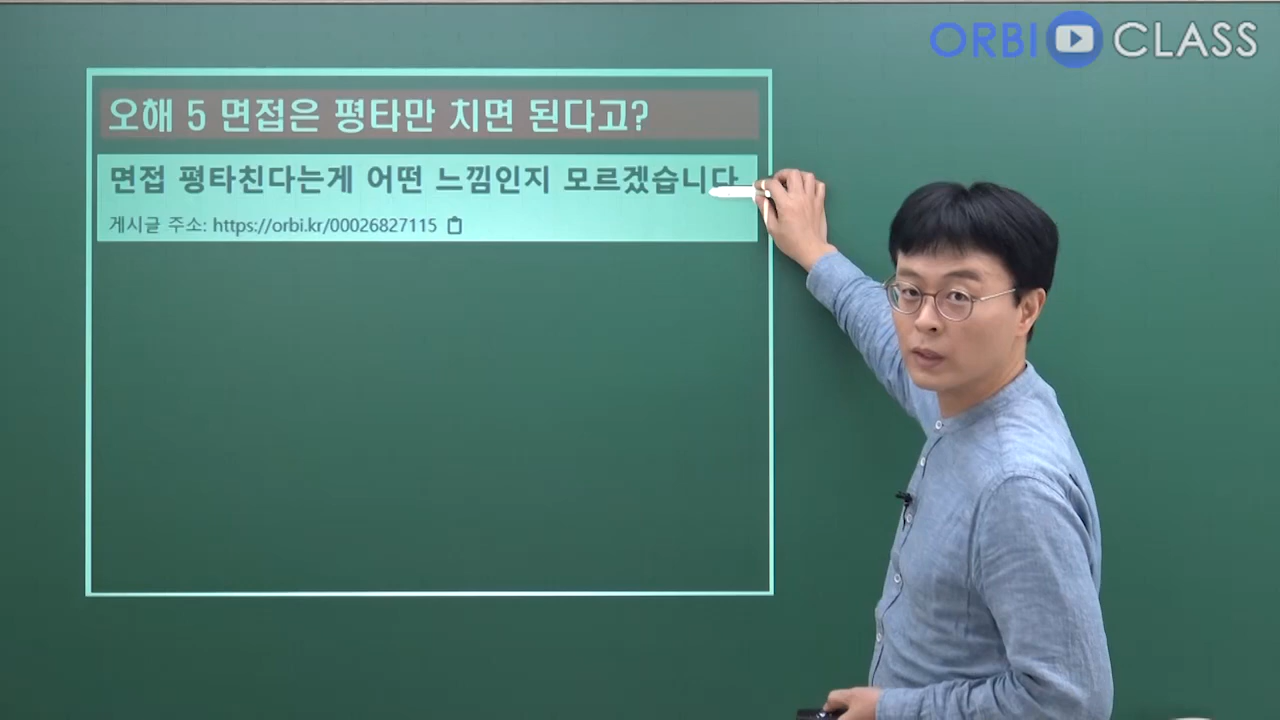 ORBI CLASS
오해 5 면접은 평타만 치면 된다고?
면접 평타친다는게 어떤 느낌인지 모르겠습니다
게시글 주소: https://orbi.kr/00026827115